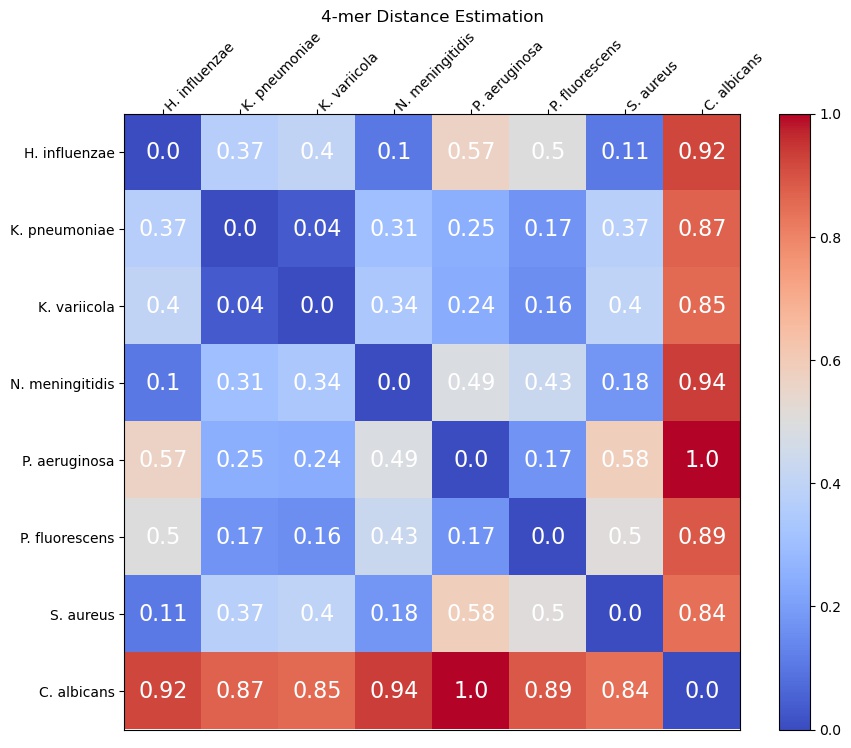 4-mer Distance Estimation
H. influenzae
K. pneumoniae
K. variicola
N. meningitidis
P. aeruginosa
P. fluorescens
S. aureus
C. albicans
H. influenzae 0.0 0.37 0.4 0.1 0.57 0.5 0.11 0.92
K. pneumoniae 0.37 0.0 0.04 0.31 0.25 0.17 0.37 0.87
K. variicola 0.4 0.04 0.0 0.34 0.24 0.16 0.4 0.85
N. meningitidis 0.1 0.31 0.34 0.0 0.49 0.43 0.18 0.94
P. aeruginosa 0.57 0.25 0.24 0.49 0.0 0.17 0.58 1.0
P. fluorescens 0.5 0.17 0.16 0.43 0.17 0.0 0.5 0.89
S. aureus 0.11 0.37 0.4 0.18 0.58 0.5 0.0 0.84
C. albicans 0.92 0.87 0.85 0.94 1.0 0.89 0.84 0.0
1.0
0.8
0.6
0.4
0.2
0.0